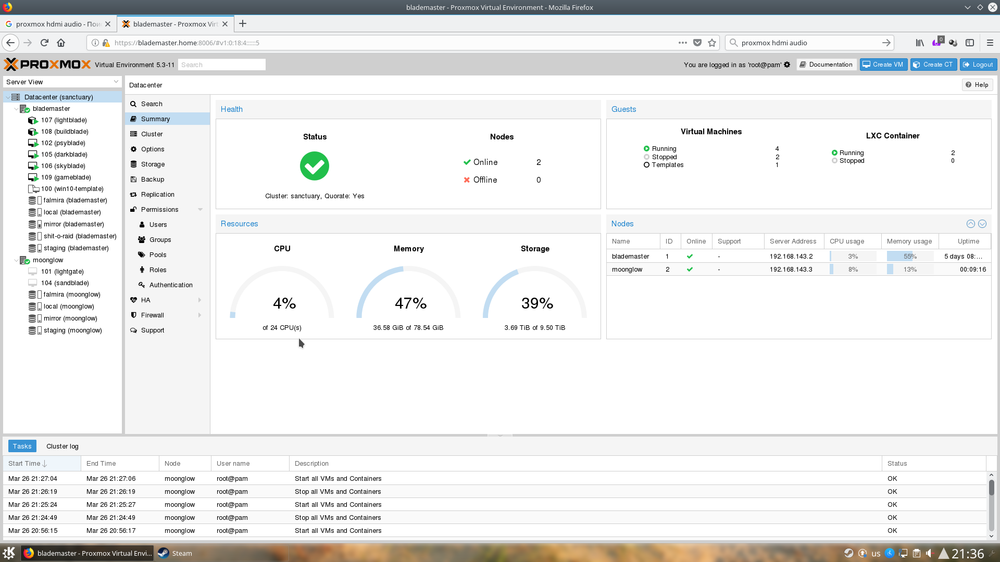 blademaster - Proxmox Virtual Environment - Mozilla Firefox
proxmox hdmi audio - Пои
blademaster - Proxmox Virt
https://blademaster.home:8006/#v1:0:18:4::::::5
proxmox hdmi audio
0
PROXMOX Virtual Environment 5.3-11
Search
You are logged in as 'root@pam'
Documentation
Create VM
Create CT
Logout
Server View
Datacenter
Help
Datacenter (sanctuary)
blademaster
107 (lightblade)
108 (buildblade)
102 (psyblade)
105 (darkblade)
106 (skyblade)
109 (gameblade)
100 (win10-template)
falmira (blademaster)
local (blademaster)
mirror (blademaster)
shit-o-raid (blademaster)
staging (blademaster)
moonglow
101 (lightgate)
104 (sandblade)
falmira (moonglow)
local (moonglow)
mirror (moonglow)
staging (moonglow)
Search
Summary
Cluster
Options
Storage
Backup
Replication
Permissions
Users
Groups
Pools
Roles
Authentication
HA
Firewall
Support
Health
Status
Cluster: sanctuary, Quorate: Yes
Nodes
Online 2
Offline 0
Guests
Virtual Machines
Running 4
Stopped 2
Templates 1
LXC Container
Running 2
Stopped 0
Resources
CPU
4%
of 24 CPU(s)
Memory
47%
36.58 GiB of 78.54 GiB
Storage
39%
3.69 TiB of 9.50 TiB
Nodes
Name ID Online Support Server Address CPU usage Memory usage Uptime
blademaster 1 - 192.168.143.2 3% 55% 5 days 08:...
moonglow 2 - 192.168.143.3 8% 13% 00:09:16
Tasks
Cluster log
Start Time End Time Node User name Description Status
Mar 26 21:27:04 Mar 26 21:27:06 moonglow root@pam Start all VMs and Containers OK
Mar 26 21:26:19 Mar 26 21:26:19 moonglow root@pam Stop all VMs and Containers OK
Mar 26 21:25:24 Mar 26 21:25:27 moonglow root@pam Start all VMs and Containers OK
Mar 26 21:24:49 Mar 26 21:24:49 moonglow root@pam Stop all VMs and Containers OK
Mar 26 20:56:15 Mar 26 20:56:17 moonglow root@pam Start all VMs and Containers OK
blademaster - Proxmox Virtual Envi...
Steam
us
21:36